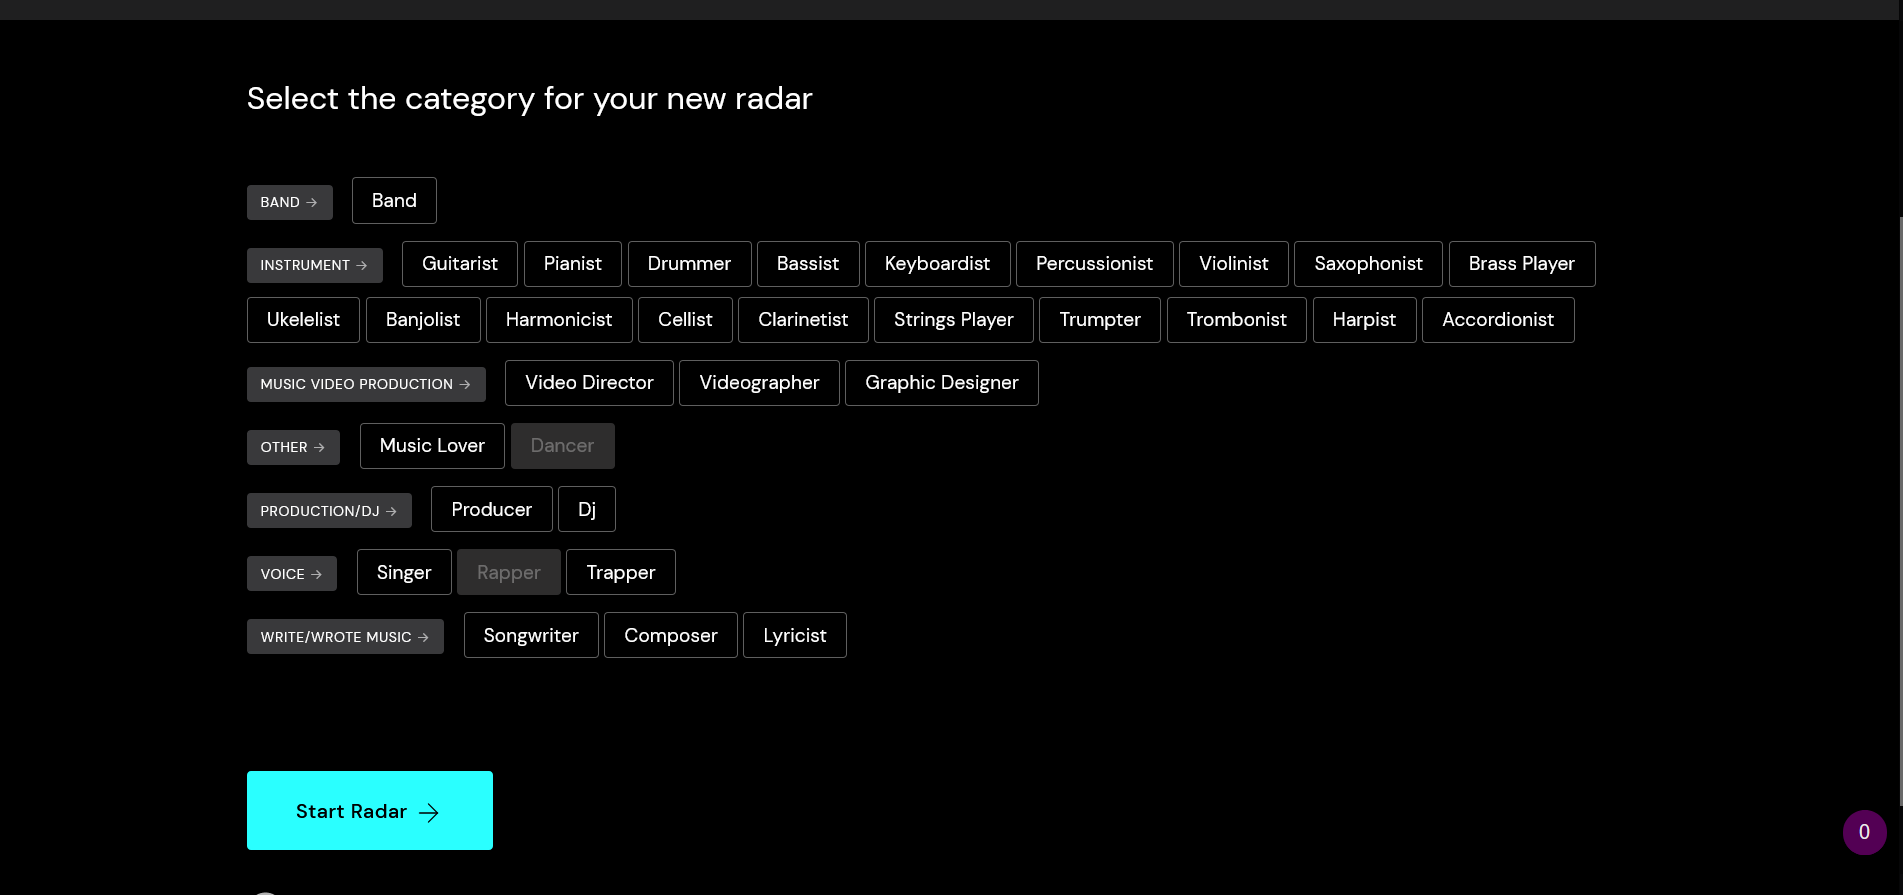 Select the category for your new radar
BAND → Band
INSTRUMENT → Guitarist Pianist Drummer Bassist Keyboardist Percussionist Violinist Saxophonist Brass Player
Ukelelist Banjolist Harmonicist Cellist Clarinetist Strings Player Trumpter Trombonist Harpist Accordionist
MUSIC VIDEO PRODUCTION → Video Director Videographer Graphic Designer
OTHER → Music Lover Dancer
PRODUCTION/DJ → Producer Dj
VOICE → Singer Rapper Trapper
WRITE/WROTE MUSIC → Songwriter Composer Lyricist
Start Radar →
0